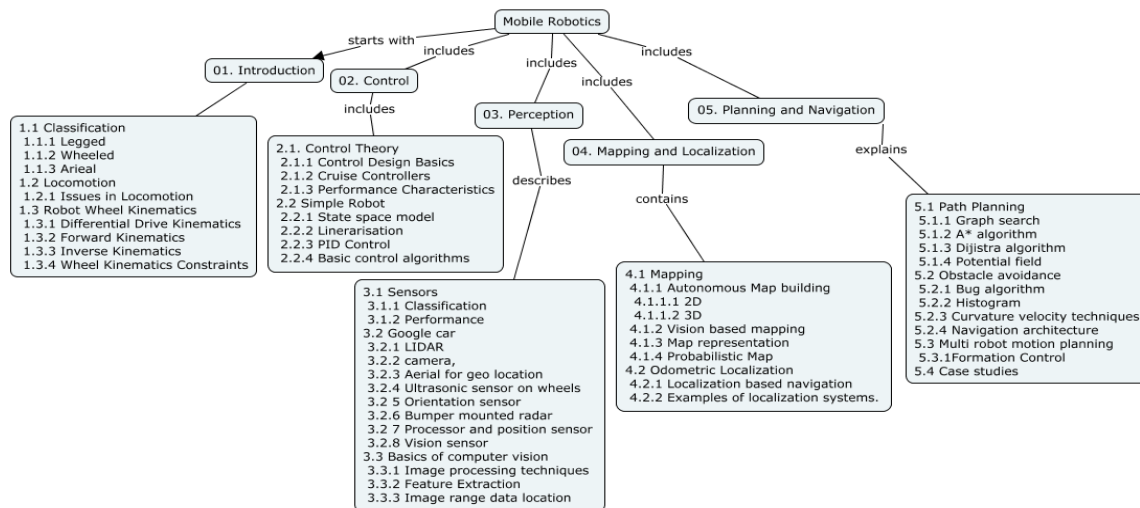 Mobile Robotics
starts with
includes
includes
includes
includes
01. Introduction
02. Control
03. Perception
04. Mapping and Localization
05. Planning and Navigation
includes
describes
contains
explains
1.1 Classification
1.1.1 Legged
1.1.2 Wheeled
1.1.3 Arieal
1.2 Locomotion
1.2.1 Issues in Locomotion
1.3 Robot Wheel Kinematics
1.3.1 Differential Drive Kinematics
1.3.2 Forward Kinematics
1.3.3 Inverse Kinematics
1.3.4 Wheel Kinematics Constraints
2.1. Control Theory
2.1.1 Control Design Basics
2.1.2 Cruise Controllers
2.1.3 Performance Characteristics
2.2 Simple Robot
2.2.1 State space model
2.2.2 Linerarisation
2.2.3 PID Control
2.2.4 Basic control algorithms
3.1 Sensors
3.1.1 Classification
3.1.2 Performance
3.2 Google car
3.2.1 LIDAR
3.2.2 camera,
3.2.3 Aerial for geo location
3.2.4 Ultrasonic sensor on wheels
3.2 5 Orientation sensor
3.2.6 Bumper mounted radar
3.2 7 Processor and position sensor
3.2.8 Vision sensor
3.3 Basics of computer vision
3.3.1 Image processing techniques
3.3.2 Feature Extraction
3.3.3 Image range data location
4.1 Mapping
4.1.1 Autonomous Map building
4.1.1.1 2D
4.1.1.2 3D
4.1.2 Vision based mapping
4.1.3 Map representation
4.1.4 Probabilistic Map
4.2 Odometric Localization
4.2.1 Localization based navigation
4.2.2 Examples of localization systems.
5.1 Path Planning
5.1.1 Graph search
5.1.2 A* algorithm
5.1.3 Dijistra algorithm
5.1.4 Potential field
5.2 Obstacle avoidance
5.2.1 Bug algorithm
5.2.2 Histogram
5.2.3 Curvature velocity techniques
5.2.4 Navigation architecture
5.3 Multi robot motion planning
5.3.1Formation Control
5.4 Case studies